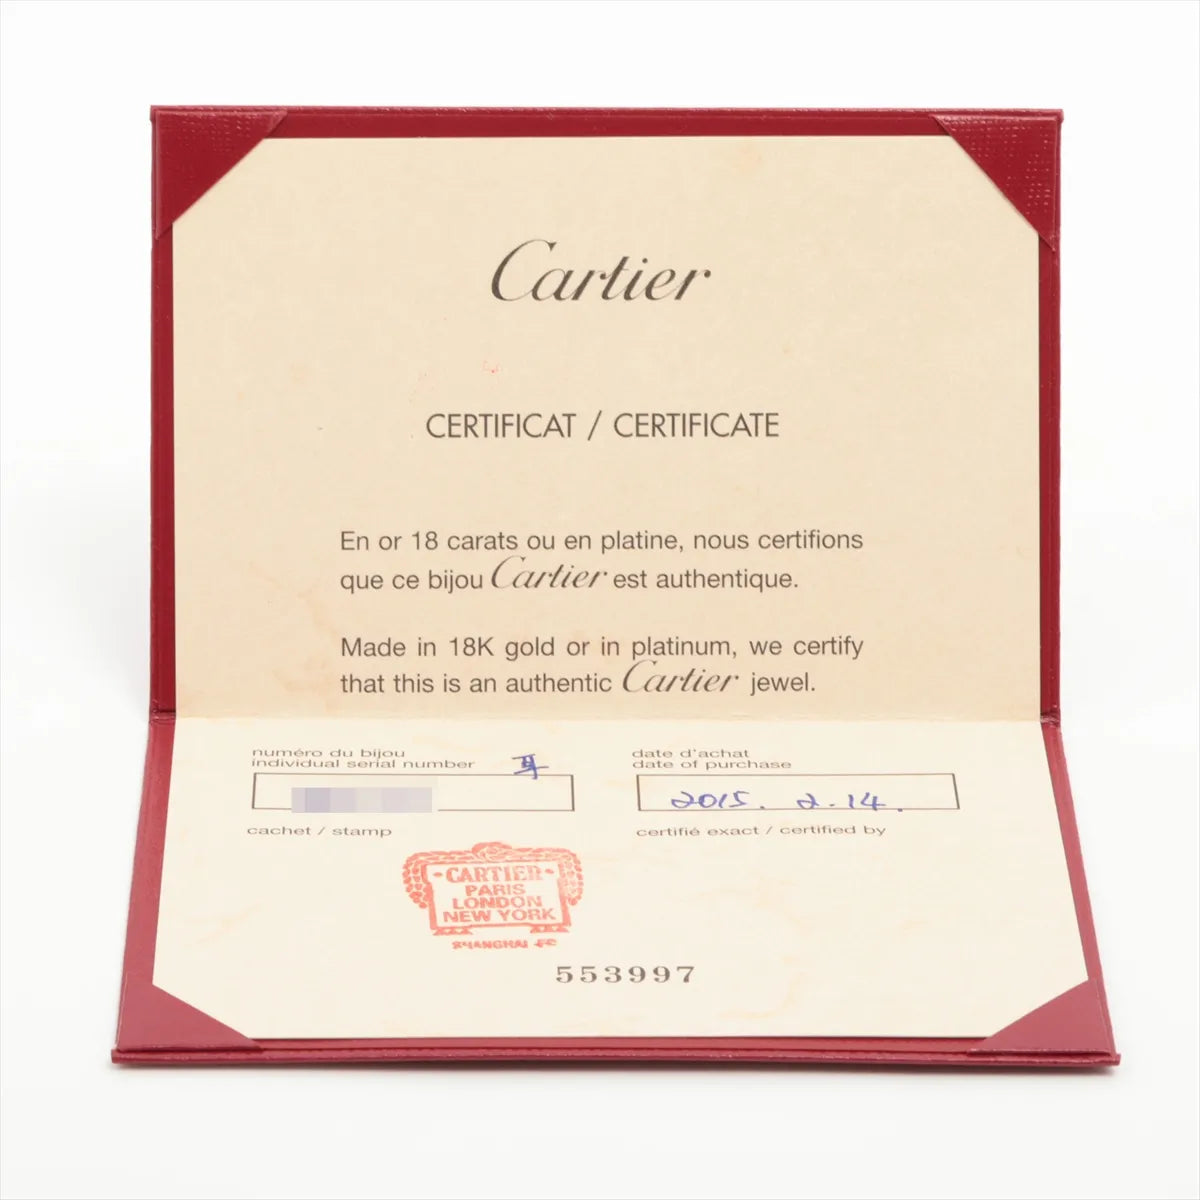 Cartier
CERTIFICAT / CERTIFICATE
En or 18 carats ou en platine, nous certifions
que ce bijou Cartier est authentique.
Made in 18K gold or in platinum, we certify
that this is an authentic Cartier jewel.
numéro du bijou
individual serial number
date d'achat
date of purchase
2015. 2.14.
cachet / stamp
certifié exact / certified by
·CARTIER·
PARIS
LONDON
NEW YORK
SHANGHAI
553997